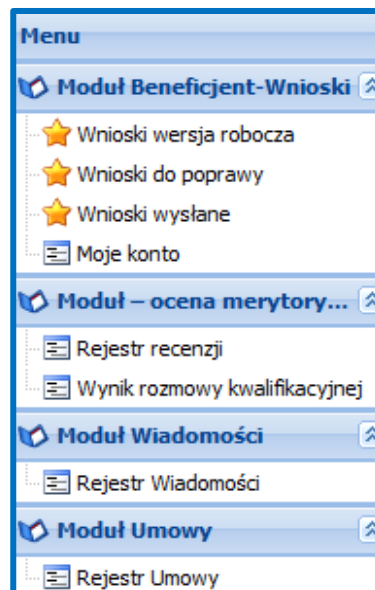 Menu
Moduł Beneficjent-Wnioski
Wnioski wersja robocza
Wnioski do poprawy
Wnioski wysłane
Moje konto
Moduł – ocena merytory...
Rejestr recenzji
Wynik rozmowy kwalifikacyjnej
Moduł Wiadomości
Rejestr Wiadomości
Moduł Umowy
Rejestr Umowy